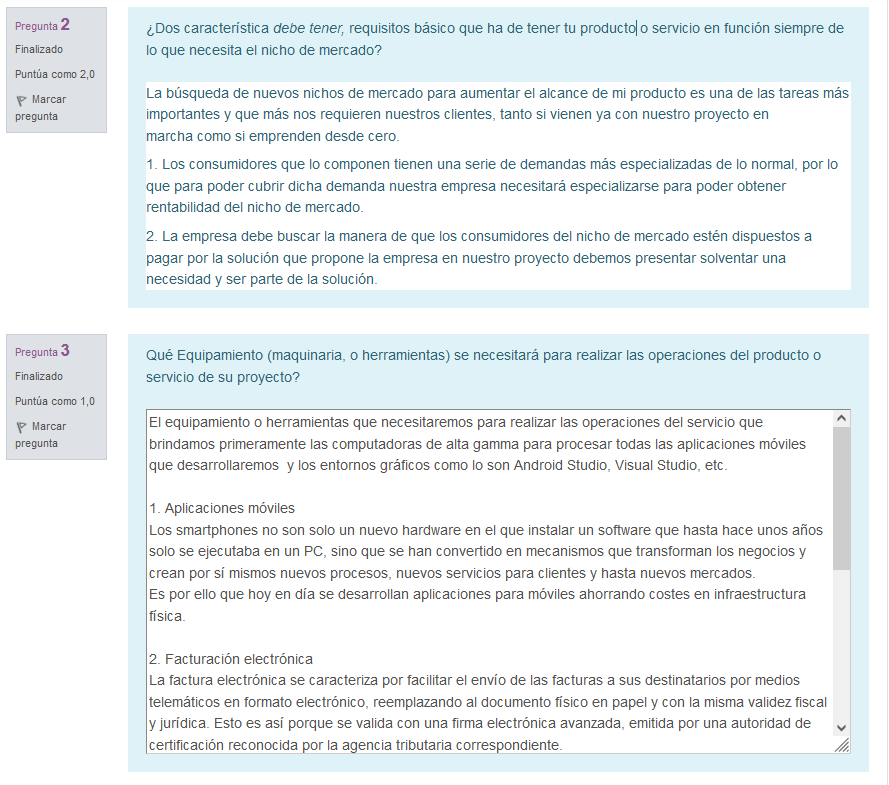 Pregunta 2
Finalizado
Puntúa como 2,0
Marcar
pregunta
¿Dos característica debe tener, requisitos básico que ha de tener tu producto o servicio en función siempre de
lo que necesita el nicho de mercado?
La búsqueda de nuevos nichos de mercado para aumentar el alcance de mi producto es una de las tareas más
importantes y que más nos requieren nuestros clientes, tanto si vienen ya con nuestro proyecto en
marcha como si emprenden desde cero.
1. Los consumidores que lo componen tienen una serie de demandas más especializadas de lo normal, por lo
que para poder cubrir dicha demanda nuestra empresa necesitará especializarse para poder obtener
rentabilidad del nicho de mercado.
2. La empresa debe buscar la manera de que los consumidores del nicho de mercado estén dispuestos a
pagar por la solución que propone la empresa en nuestro proyecto debemos presentar solventar una
necesidad y ser parte de la solución.
Pregunta 3
Finalizado
Puntúa como 1,0
Marcar
pregunta
Qué Equipamiento (maquinaria, o herramientas) se necesitará para realizar las operaciones del producto o
servicio de su proyecto?
El equipamiento o herramientas que necesitaremos para realizar las operaciones del servicio que
brindamos primeramente las computadoras de alta gamma para procesar todas las aplicaciones móviles
que desarrollaremos y los entornos gráficos como lo son Android Studio, Visual Studio, etc.
1. Aplicaciones móviles
Los smartphones no son solo un nuevo hardware en el que instalar un software que hasta hace unos años
solo se ejecutaba en un PC, sino que se han convertido en mecanismos que transforman los negocios y
crean por sí mismos nuevos procesos, nuevos servicios para clientes y hasta nuevos mercados.
Es por ello que hoy en día se desarrollan aplicaciones para móviles ahorrando costes en infraestructura
física.
2. Facturación electrónica
La factura electrónica se caracteriza por facilitar el envío de las facturas a sus destinatarios por medios
telemáticos en formato electrónico, reemplazando al documento físico en papel y con la misma validez fiscal
y jurídica. Esto es así porque se valida con una firma electrónica avanzada, emitida por una autoridad de
certificación reconocida por la agencia tributaria correspondiente.